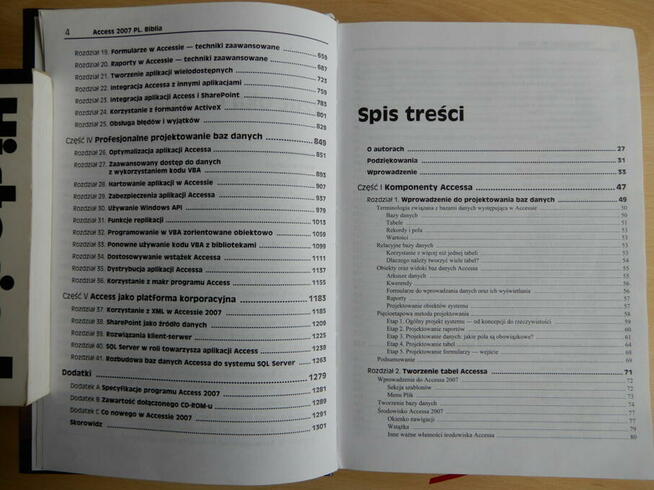 4 Access 2007 PL. Biblia
Rozdział 19. Formularze w Accessie — techniki zaawansowane 659
Rozdział 20. Raporty w Accessie — techniki zaawansowane 687
Rozdział 21. Tworzenie aplikacji wielodostępnych 723
Rozdział 22. Integracja Accessa z innymi aplikacjami 759
Rozdział 23. Integracja aplikacji Access i SharePoint 783
Rozdział 24. Korzystanie z formantów ActiveX 801
Rozdział 25. Obsługa błędów i wyjątków 829
Część IV Profesjonalne projektowanie baz danych 849
Rozdział 26. Optymalizacja aplikacji Accessa 851
Rozdział 27. Zaawansowany dostęp do danych
z wykorzystaniem kodu VBA 893
Rozdział 28. Nartowanie aplikacji w Accessie 907
Rozdział 29. Zabezpieczenia aplikacji Accessa 937
Rozdział 30. Używanie Windows API 979
Rozdział 31. Funkcje replikacji 1013
Rozdział 32. Programowanie w VBA zorientowane obiektowo 1059
Rozdział 33. Ponowne używanie kodu VBA z bibliotekami 1099
Rozdział 34. Dostosowywanie wstążek Accessa 1111
Rozdział 35. Dystrybucja aplikacji Accessa 1137
Rozdział 36. Korzystanie z makr programu Access 1155
Część V Access jako platforma korporacyjna 1183
Rozdział 37. Korzystanie z XML w Accessie 2007 1185
Rozdział 38. SharePoint jako źródło danych 1209
Rozdział 39. Rozwiązania klient-serwer 1225
Rozdział 40. SQL Server w roli towarzysza aplikacji Access 1238
Rozdział 41. Rozbudowa baz danych Accessa do systemu SQL Server 1263
Dodatki 1279
Dodatek A Specyfikacje programu Access 2007 1281
Dodatek B Zawartość dołączonego CD-ROM-u 1289
Dodatek C Co nowego w Accessie 2007 1291
Skorowidz 1301
Spis treści
O autorach 27
Podziękowania 31
Wprowadzenie 33
Część I Komponenty Accessa 47
Rozdział 1. Wprowadzenie do projektowania baz danych 49
Terminologia związana z bazami danych występująca w Accessie 50
Bazy danych 50
Tabele 51
Rekordy i pola 53
Wartości 53
Relacyjne bazy danych 53
Korzystanie z więcej niż jednej tabeli 53
Dlaczego należy tworzyć wiele tabel? 54
Obiekty oraz widoki baz danych Accessa 55
Arkusze danych 55
Kwerendy 55
Formularze do wprowadzania danych oraz ich wyświetlania 56
Raporty 57
Projektowanie obiektów systemu 57
Pięcioetapowa metoda projektowania 58
Etap 1. Ogólny projekt systemu — od koncepcji do rzeczywistości 59
Etap 2. Projektowanie raportów 60
Etap 3. Projektowanie danych: jakie pola są obowiązkowe? 61
Etap 4. Projektowanie tabel 64
Etap 5. Projektowanie formularzy — wejście 68
Podsumowanie 69
Rozdział 2. Tworzenie tabel Accessa 71
Wprowadzenie do Accessa 2007 72
Sekcja szablonów 72
Menu Plik 73
Tworzenie bazy danych 74
Środowisko Accessa 2007 77
Okienko nawigacji 77
Wstążka 79
Inne ważne własności środowiska Accessa 80